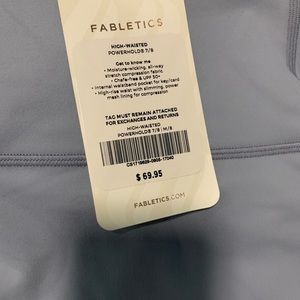 FABLETICS
HIGH-WAISTED
POWERHOLD® 7/8
Get to know me
• Moisture-wicking, all-way
stretch compression fabric
• Chafe-free & UPF 50+
• Internal waistband pocket for key/card
• High-rise waist with slimming, power
mesh lining for compression
TAG MUST REMAIN ATTACHED
FOR EXCHANGES AND RETURNS
HIGH-WAISTED
POWERHOLD® 7/8 | M/8
$ 69.95
FABLETICS.COM